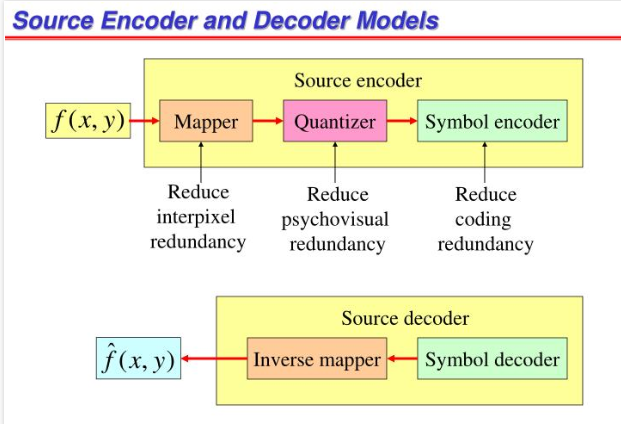 Source Encoder and Decoder Models
Source encoder
f(x, y)
Mapper
Quantizer
Symbol encoder
Reduce
interpixel
redundancy
Reduce
psychovisual
redundancy
Reduce
coding
redundancy
Source decoder
f̂(x, y)
Inverse mapper
Symbol decoder